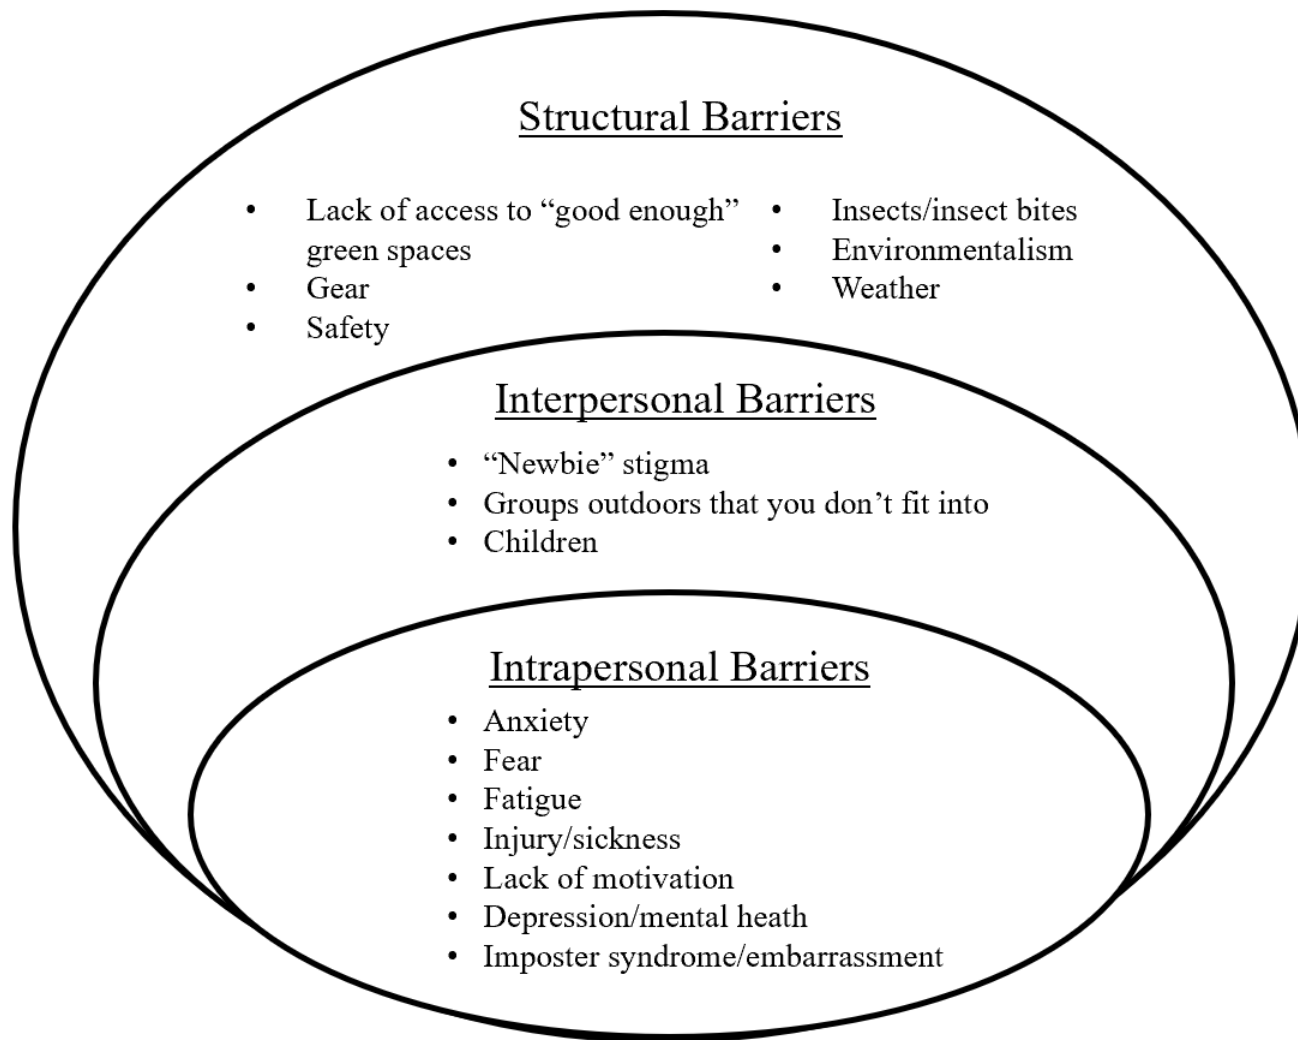 Structural Barriers
• Lack of access to “good enough”
green spaces
• Gear
• Safety
• Insects/insect bites
• Environmentalism
• Weather
Interpersonal Barriers
• “Newbie” stigma
• Groups outdoors that you don’t fit into
• Children
Intrapersonal Barriers
• Anxiety
• Fear
• Fatigue
• Injury/sickness
• Lack of motivation
• Depression/mental heath
• Imposter syndrome/embarrassment